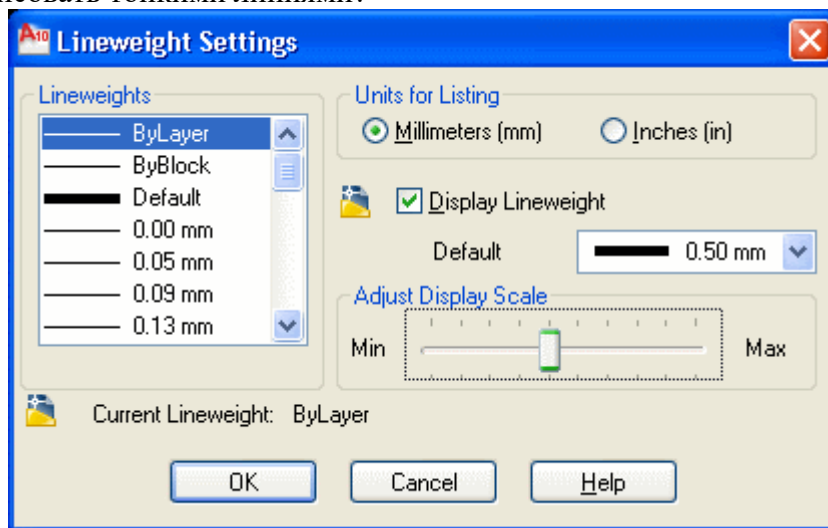 Lineweight Settings
Lineweights
ByLayer
ByBlock
Default
0.00 mm
0.05 mm
0.09 mm
0.13 mm
Units for Listing
Millimeters (mm) Inches (in)
Display Lineweight
Default 0.50 mm
Adjust Display Scale
Min Max
Current Lineweight: ByLayer
OK Cancel Help